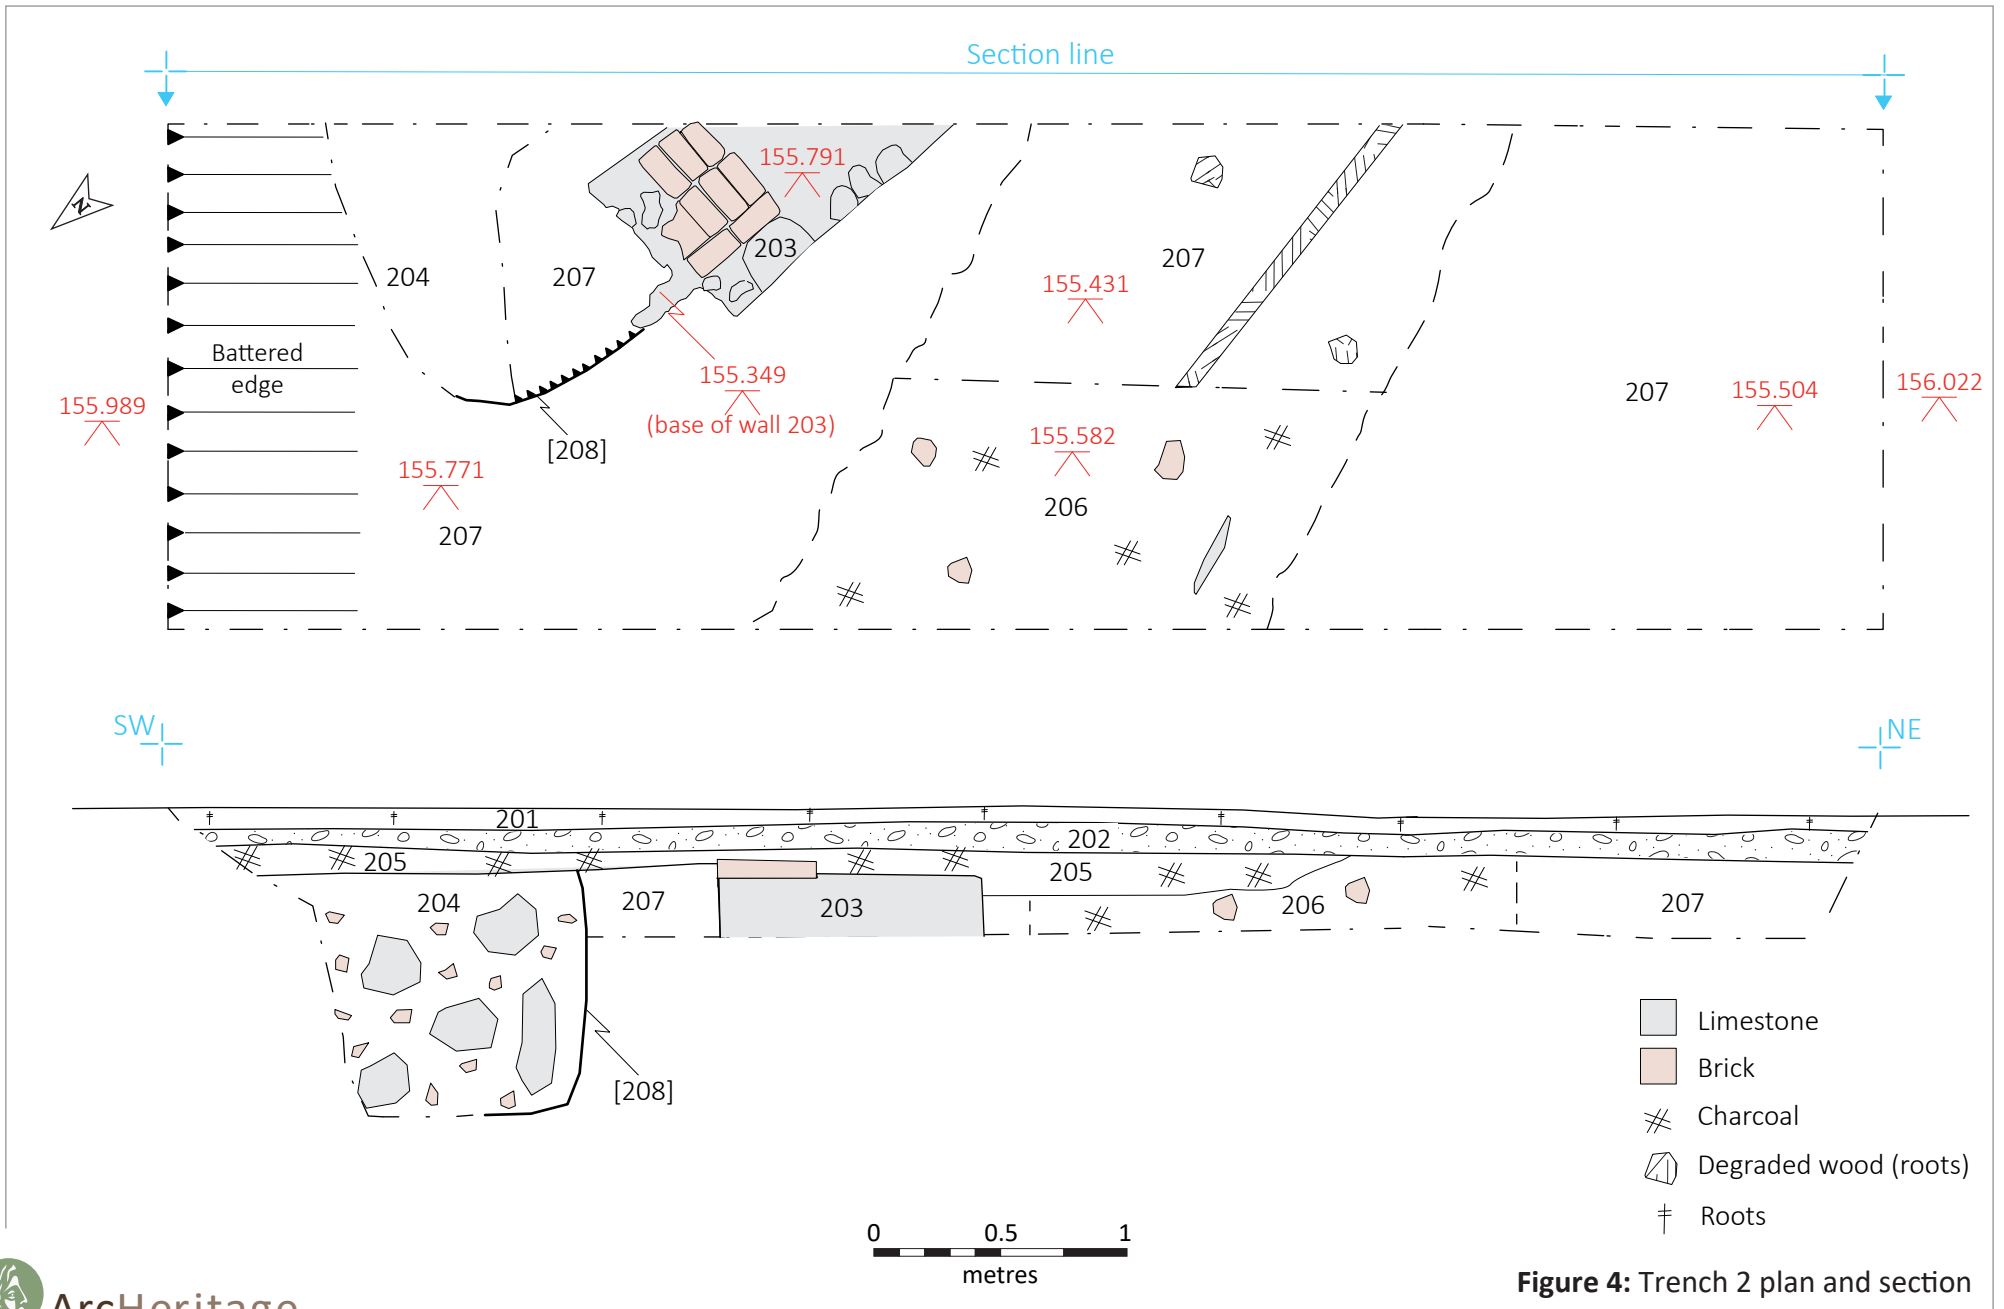 Section line
N
155.791
203
204
207
207
155.431
Battered
edge
155.349
(base of wall 203)
155.989
207
155.504
156.022
[208]
155.582
155.771
206
207
SW
NE
201
202
205
205
204
207
203
206
207
[208]
Limestone
Brick
Charcoal
Degraded wood (roots)
Roots
0 0.5 1
metres
Figure 4: Trench 2 plan and section
ArcHeritage